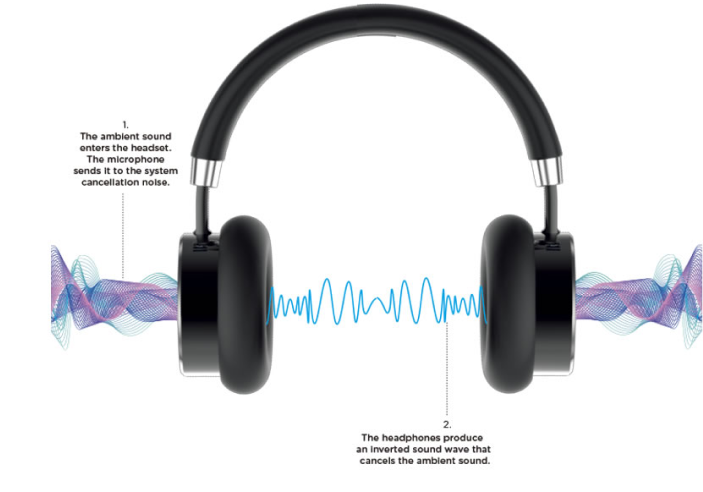 1.
The ambient sound
enters the headset.
The microphone
sends it to the system
cancellation noise.
2.
The headphones produce
an inverted sound wave that
cancels the ambient sound.